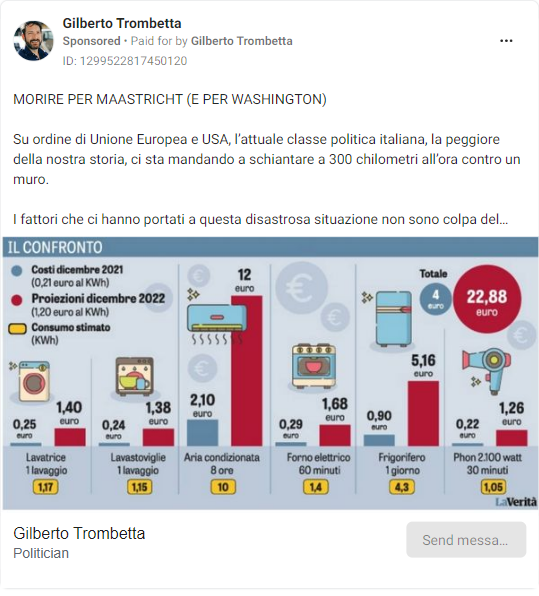 Gilberto Trombetta
Sponsored • Paid for by Gilberto Trombetta
ID: 1299522817450120
MORIRE PER MAASTRICHT (E PER WASHINGTON)
Su ordine di Unione Europea e USA, l'attuale classe politica italiana, la peggiore
della nostra storia, ci sta mandando a schiantare a 300 chilometri all'ora contro un
muro.
I fattori che ci hanno portati a questa disastrosa situazione non sono colpa del...
IL CONFRONTO
Costi dicembre 2021
(0,21 euro al KWh)
Proiezioni dicembre 2022
(1,20 euro al KWh)
Consumo stimato
(KWh)
Totale
4
euro
22,88
euro
0,25
euro
1,40
euro
Lavatrice
1 lavaggio
1,17
0,24
euro
1,38
euro
Lavastoviglie
1 lavaggio
1,15
2,10
euro
12
euro
Aria condizionata
8 ore
10
0,29
euro
1,68
euro
Forno elettrico
60 minuti
1,4
0,90
euro
5,16
euro
Frigorifero
1 giorno
4,3
0,22
euro
1,26
euro
Phon 2.100 watt
30 minuti
1,05
LaVerità
Gilberto Trombetta
Politician
Send messa...